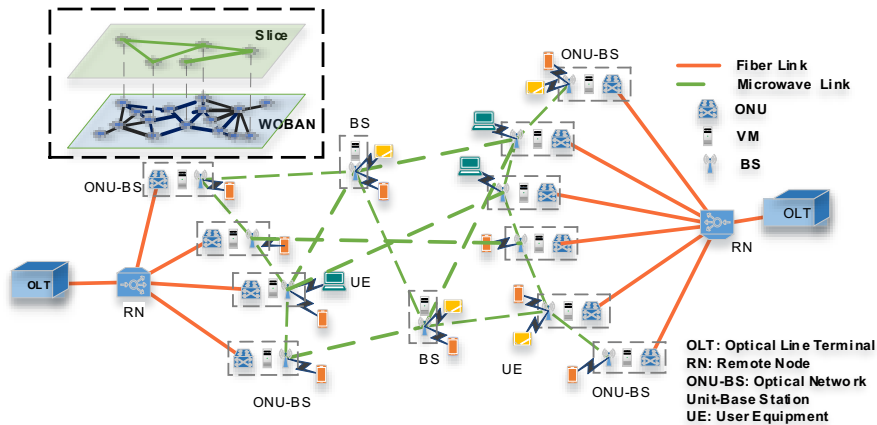 Slice
WOBAN
ONU-BS
Fiber Link
Microwave Link
ONU
VM
BS
BS
ONU-BS
OLT
RN
OLT
RN
UE
BS
UE
ONU-BS
ONU-BS
OLT: Optical Line Terminal
RN: Remote Node
ONU-BS: Optical Network
Unit-Base Station
UE: User Equipment